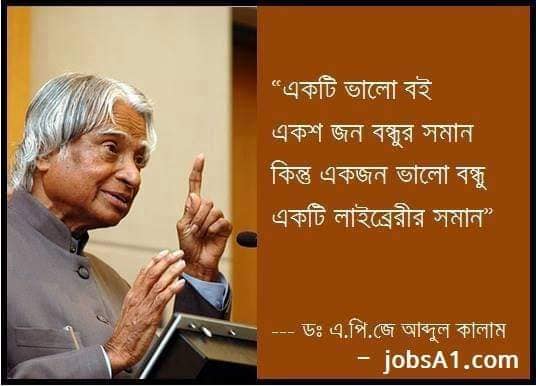 “একটি ভালো বই
একশ জন বন্ধুর সমান
কিন্তু একজন ভালো বন্ধু
একটি লাইব্রেরীর সমান”
--- ডঃ এ.পি.জে আব্দুল কালাম
– jobsA1.com